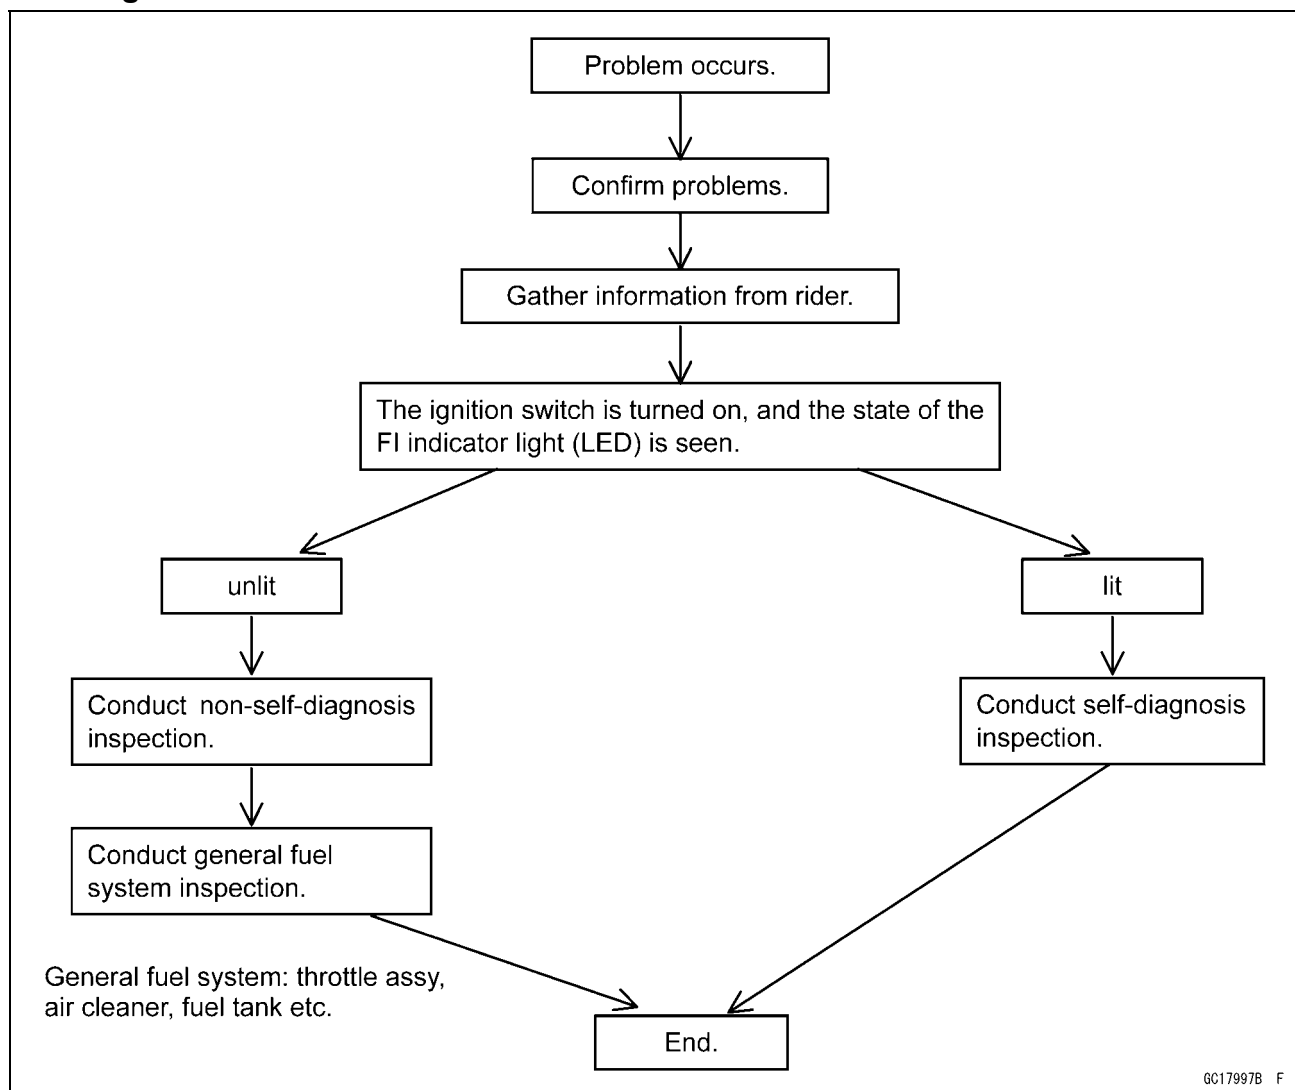 Problem occurs.
Confirm problems.
Gather information from rider.
The ignition switch is turned on, and the state of the
FI indicator light (LED) is seen.
unlit
lit
Conduct non-self-diagnosis
inspection.
Conduct self-diagnosis
inspection.
Conduct general fuel
system inspection.
General fuel system: throttle assy,
air cleaner, fuel tank etc.
End.
GC17997B F